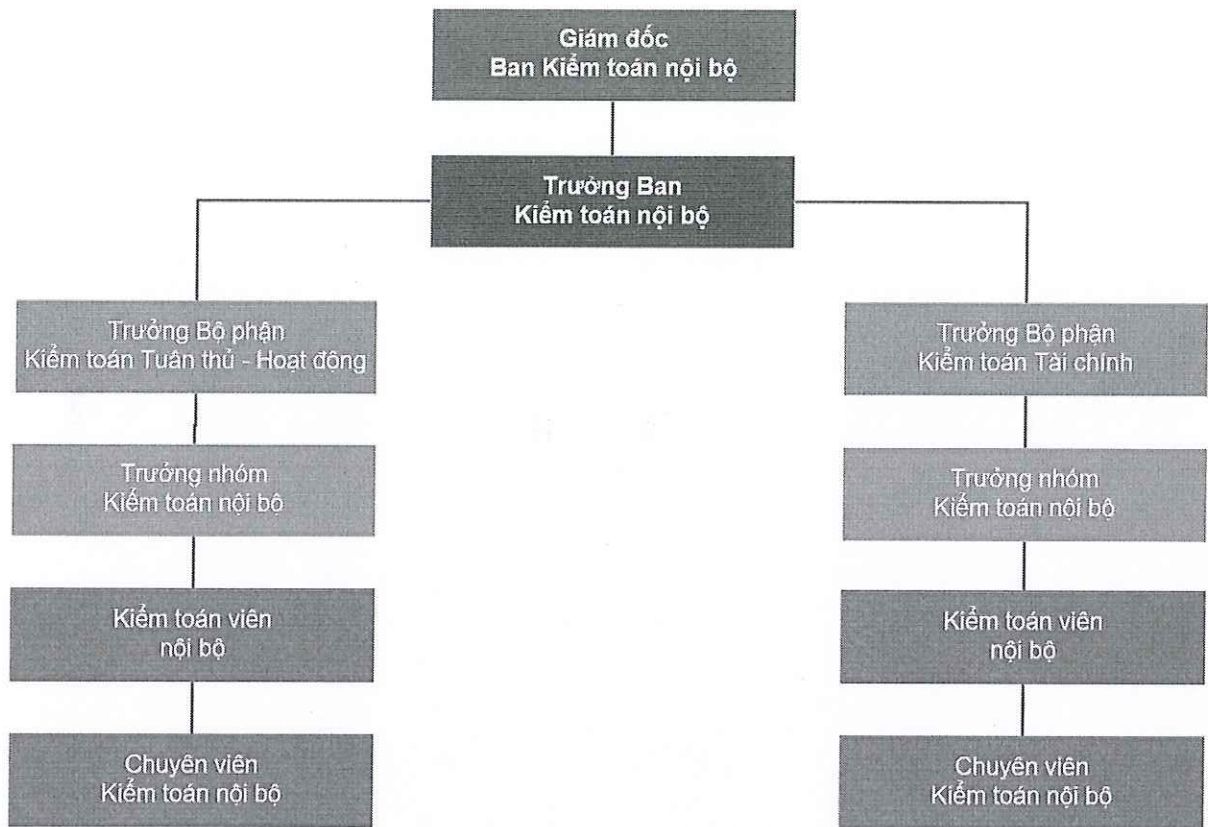 Giám đốc
Ban Kiểm toán nội bộ
Trưởng Ban
Kiểm toán nội bộ
Trưởng Bộ phận
Kiểm toán Tuân thủ - Hoạt động
Trưởng nhóm
Kiểm toán nội bộ
Kiểm toán viên
nội bộ
Chuyên viên
Kiểm toán nội bộ
Trưởng Bộ phận
Kiểm toán Tài chính
Trưởng nhóm
Kiểm toán nội bộ
Kiểm toán viên
nội bộ
Chuyên viên
Kiểm toán nội bộ